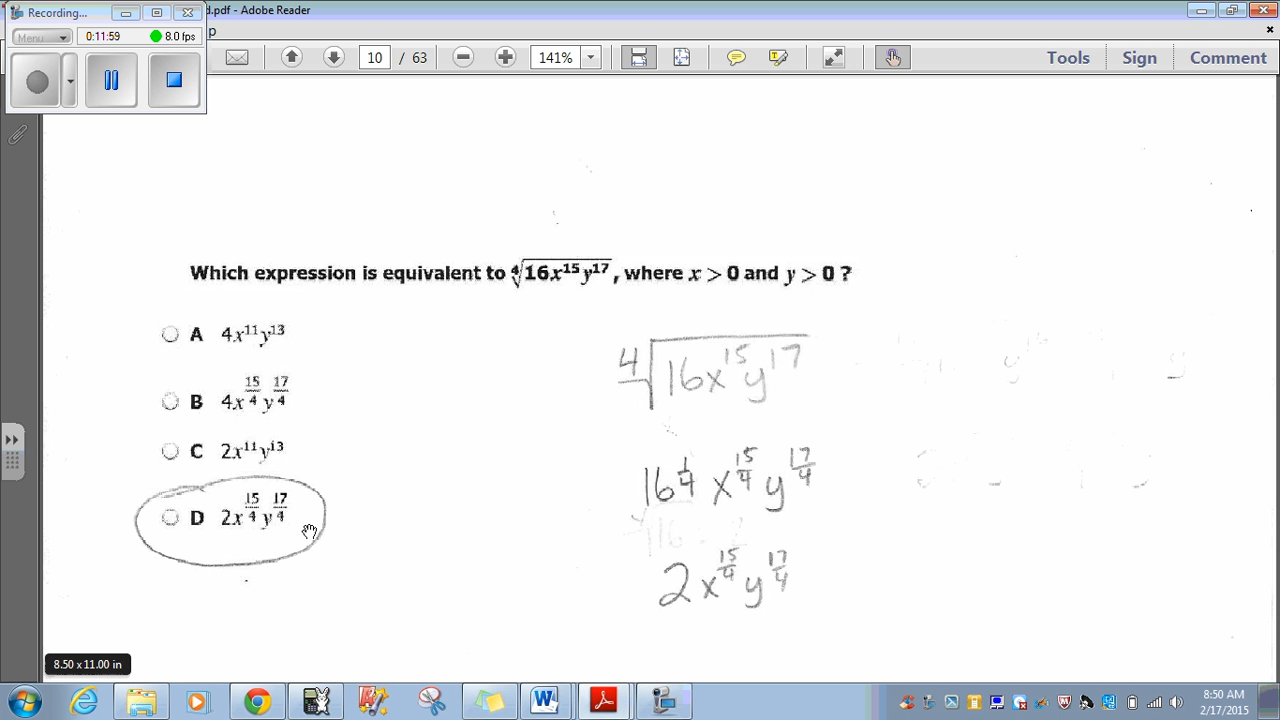 Recording...
d.pdf - Adobe Reader
Menu
0:11:59
8.0 fps
p
10 / 63
141%
Tools
Sign
Comment
Which expression is equivalent to ∜16x¹⁵y¹⁷, where x > 0 and y > 0 ?
A 4x¹¹y¹³
B 4x^(15/4) y^(17/4)
C 2x¹¹y¹³
D 2x^(15/4) y^(17/4)
∜16x¹⁵y¹⁷
16^(1/4) x^(15/4) y^(17/4)
2x^(15/4) y^(17/4)
8.50 x 11.00 in
8:50 AM
2/17/2015